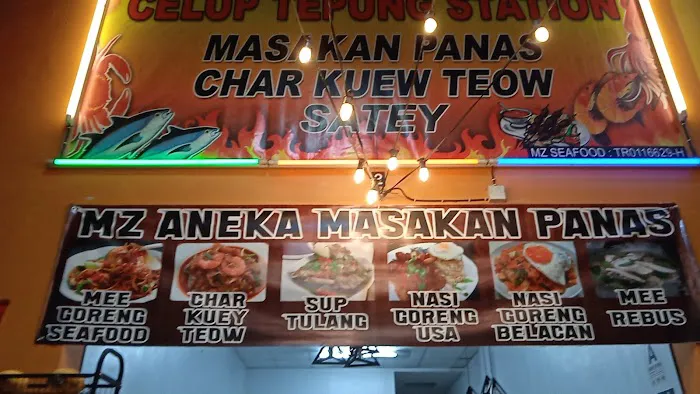 CELUP TEPUNG STATION
MASAKAN PANAS
CHAR KUEW TEOW
SATEY
MZ SEAFOOD : TR0116629-H
MZ ANEKA MASAKAN PANAS
MEE GORENG SEAFOOD
CHAR KUEY TEOW
SUP TULANG
NASI GORENG USA
NASI GORENG BELACAN
MEE REBUS
A